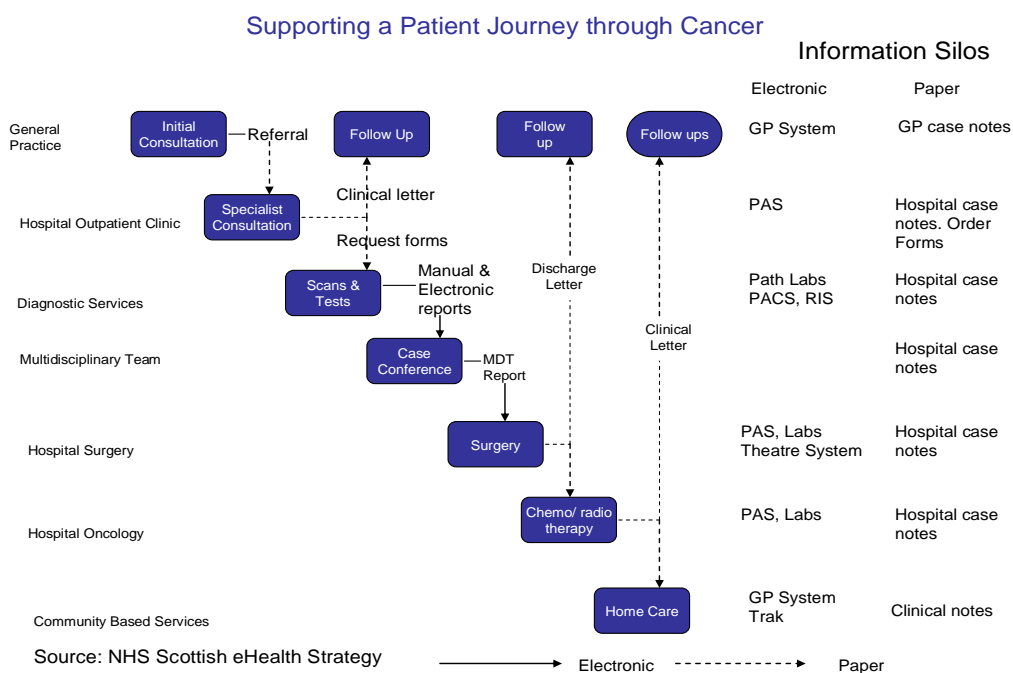 Supporting a Patient Journey through Cancer
Information Silos
Electronic
Paper
General
Practice
Initial
Consultation
Referral
Follow Up
Follow
up
Follow ups
GP System
GP case notes
Clinical letter
Hospital Outpatient Clinic
Specialist
Consultation
PAS
Hospital case
notes. Order
Forms
Request forms
Diagnostic Services
Scans &
Tests
Manual &
Electronic
reports
Discharge
Letter
Path Labs
PACS, RIS
Hospital case
notes
Multidisciplinary Team
Case
Conference
MDT
Report
Clinical
Letter
Hospital case
notes
Hospital Surgery
Surgery
PAS, Labs
Theatre System
Hospital case
notes
Hospital Oncology
Chemo/ radio
therapy
PAS, Labs
Hospital case
notes
Community Based Services
Home Care
GP System
Trak
Clinical notes
Source: NHS Scottish eHealth Strategy
Electronic
Paper